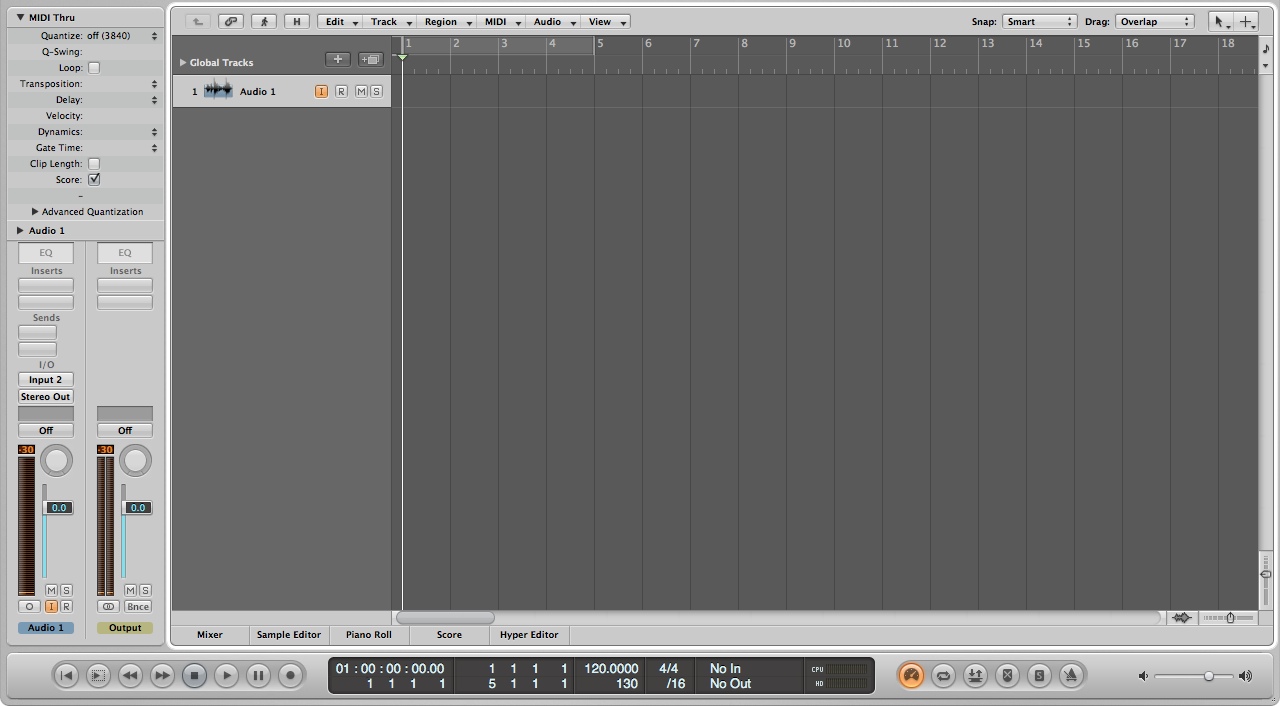 MIDI Thru
Quantize: off (3840)
Q-Swing:
Loop:
Transposition:
Delay:
Velocity:
Dynamics:
Gate Time:
Clip Length:
Score:
-
Advanced Quantization
Audio 1
EQ EQ
Inserts Inserts
Sends
I/O
Input 2
Stereo Out
Off Off
-30 -30
0.0 0.0
M S M S
O I R Bnce
Audio 1 Output
H Edit Track Region MIDI Audio View Snap: Smart Drag: Overlap
1 2 3 4 5 6 7 8 9 10 11 12 13 14 15 16 17 18
Global Tracks
1 Audio 1 I R M S
Mixer Sample Editor Piano Roll Score Hyper Editor
01 : 00 : 00 : 00.00 1 1 1 1 120.0000 4/4 No In CPU
1 1 1 1 5 1 1 1 130 /16 No Out HD
S